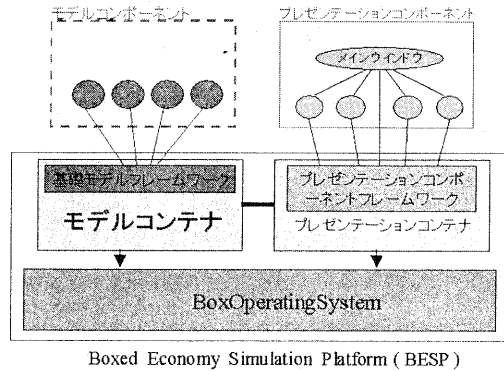 モデルコンポーネント
プレゼンテーションコンポーネント
メインウインドウ
基礎モデルフレームワーク
モデルコンテナ
プレゼンテーションコンポ
ーネントフレームワーク
プレゼンテーションコンテナ
BoxOperatingSystem
Boxed Economy Simulation Platform ( BESP )